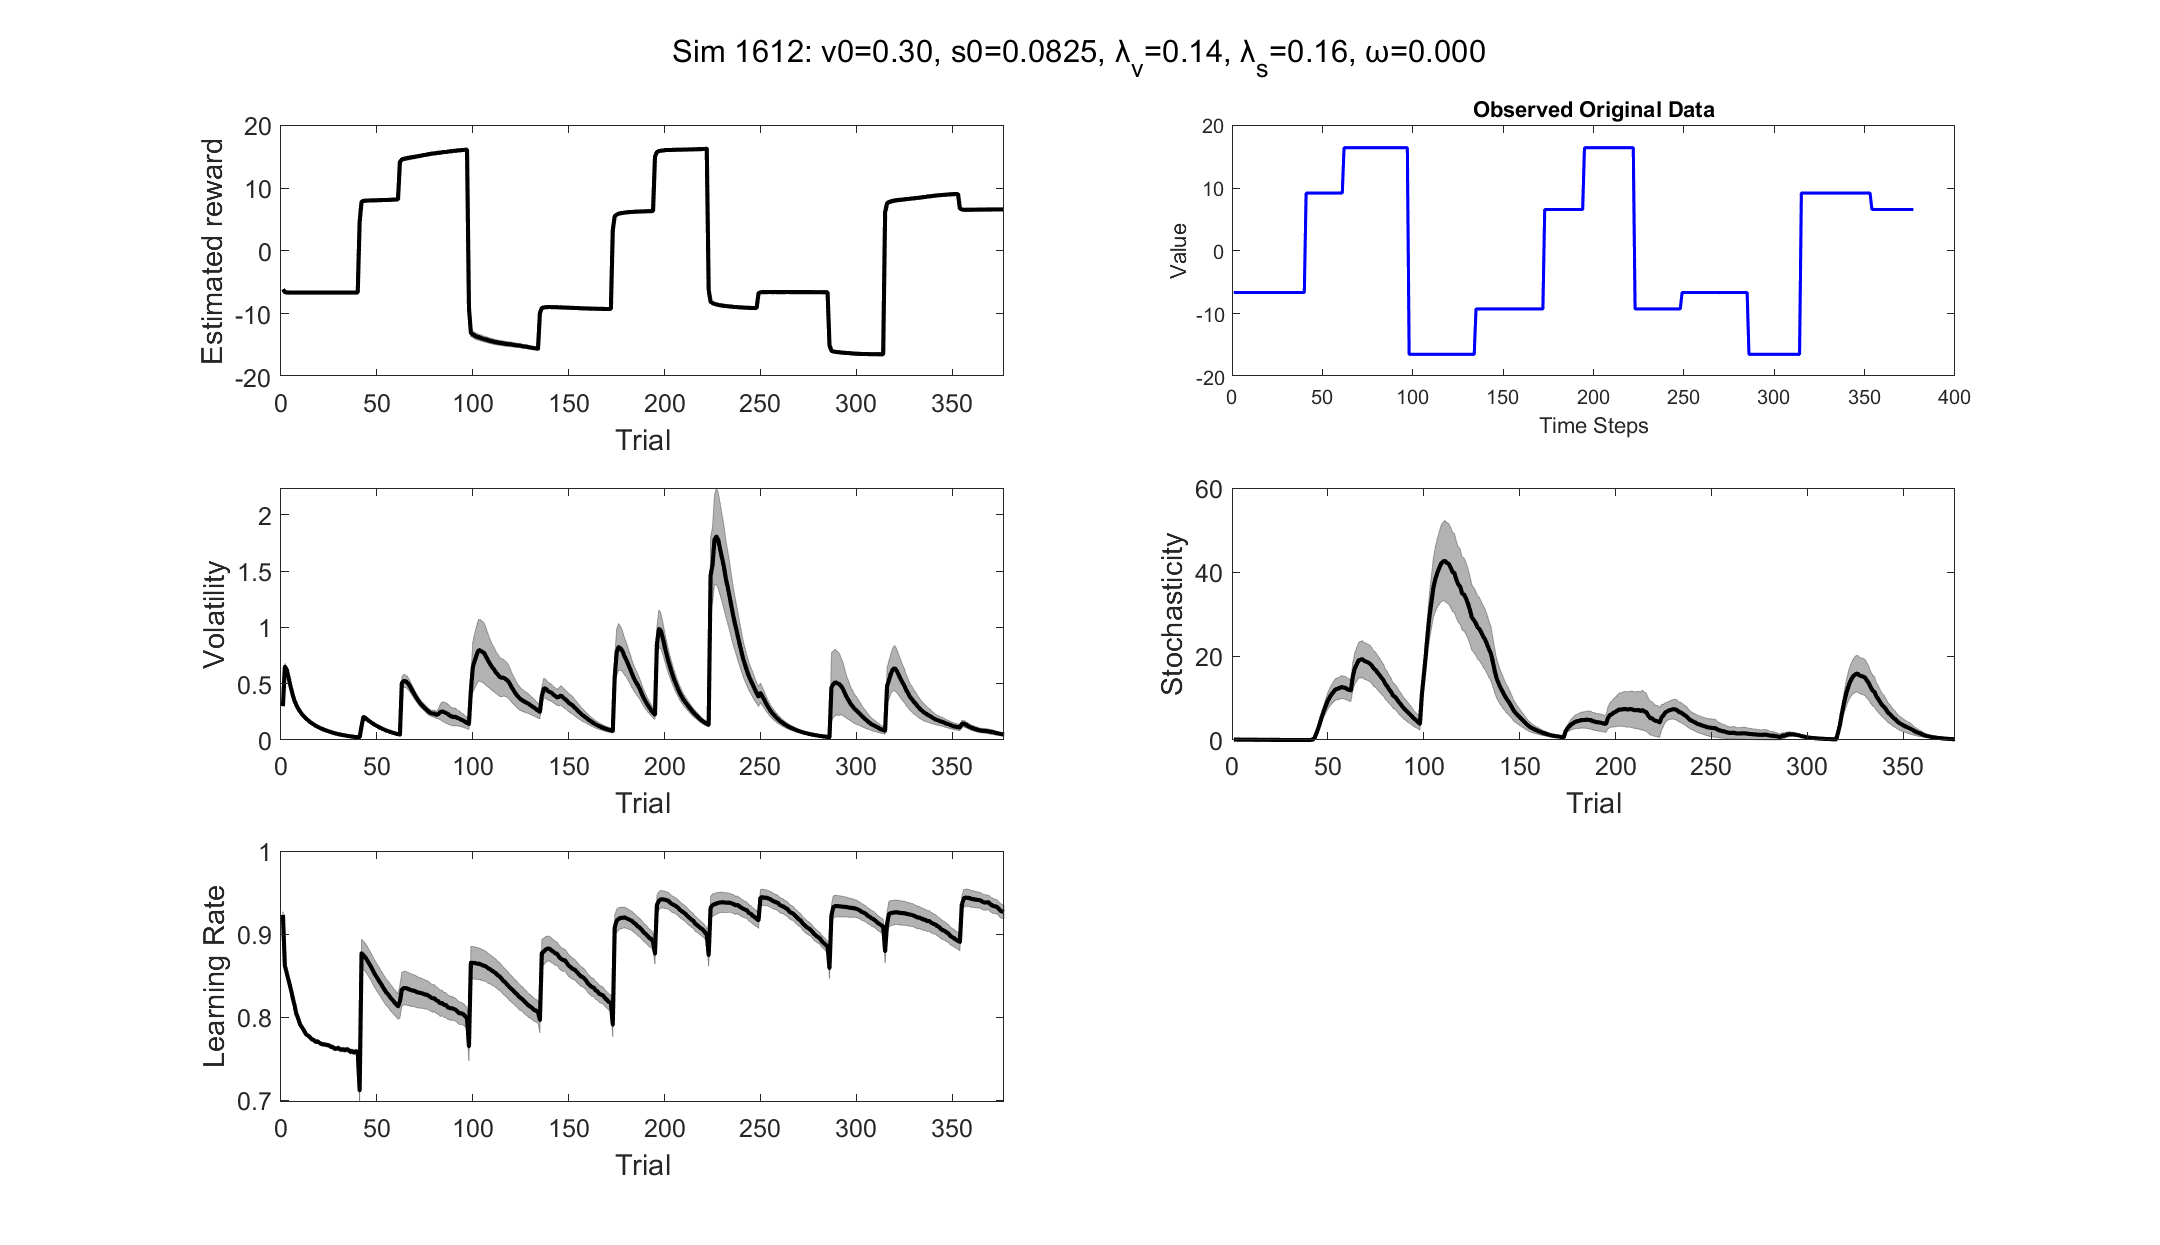 Sim 1612: v0=0.30, s0=0.0825, λ_v=0.14, λ_s=0.16, ω=0.000
Estimated reward
20
10
0
-10
-20
0 50 100 150 200 250 300 350
Trial
Observed Original Data
Value
20
10
0
-10
-20
0 50 100 150 200 250 300 350 400
Time Steps
Volatility
2
1.5
1
0.5
0
0 50 100 150 200 250 300 350
Trial
Stochasticity
60
40
20
0
0 50 100 150 200 250 300 350
Trial
Learning Rate
1
0.9
0.8
0.7
0 50 100 150 200 250 300 350
Trial